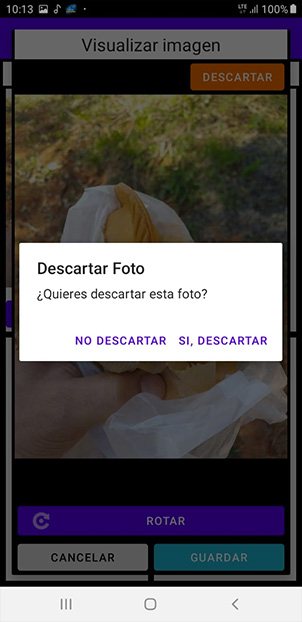 10:13
LTE
100%
Visualizar imagen
DESCARTAR
Descartar Foto
¿Quieres descartar esta foto?
NO DESCARTAR SI, DESCARTAR
ROTAR
CANCELAR GUARDAR